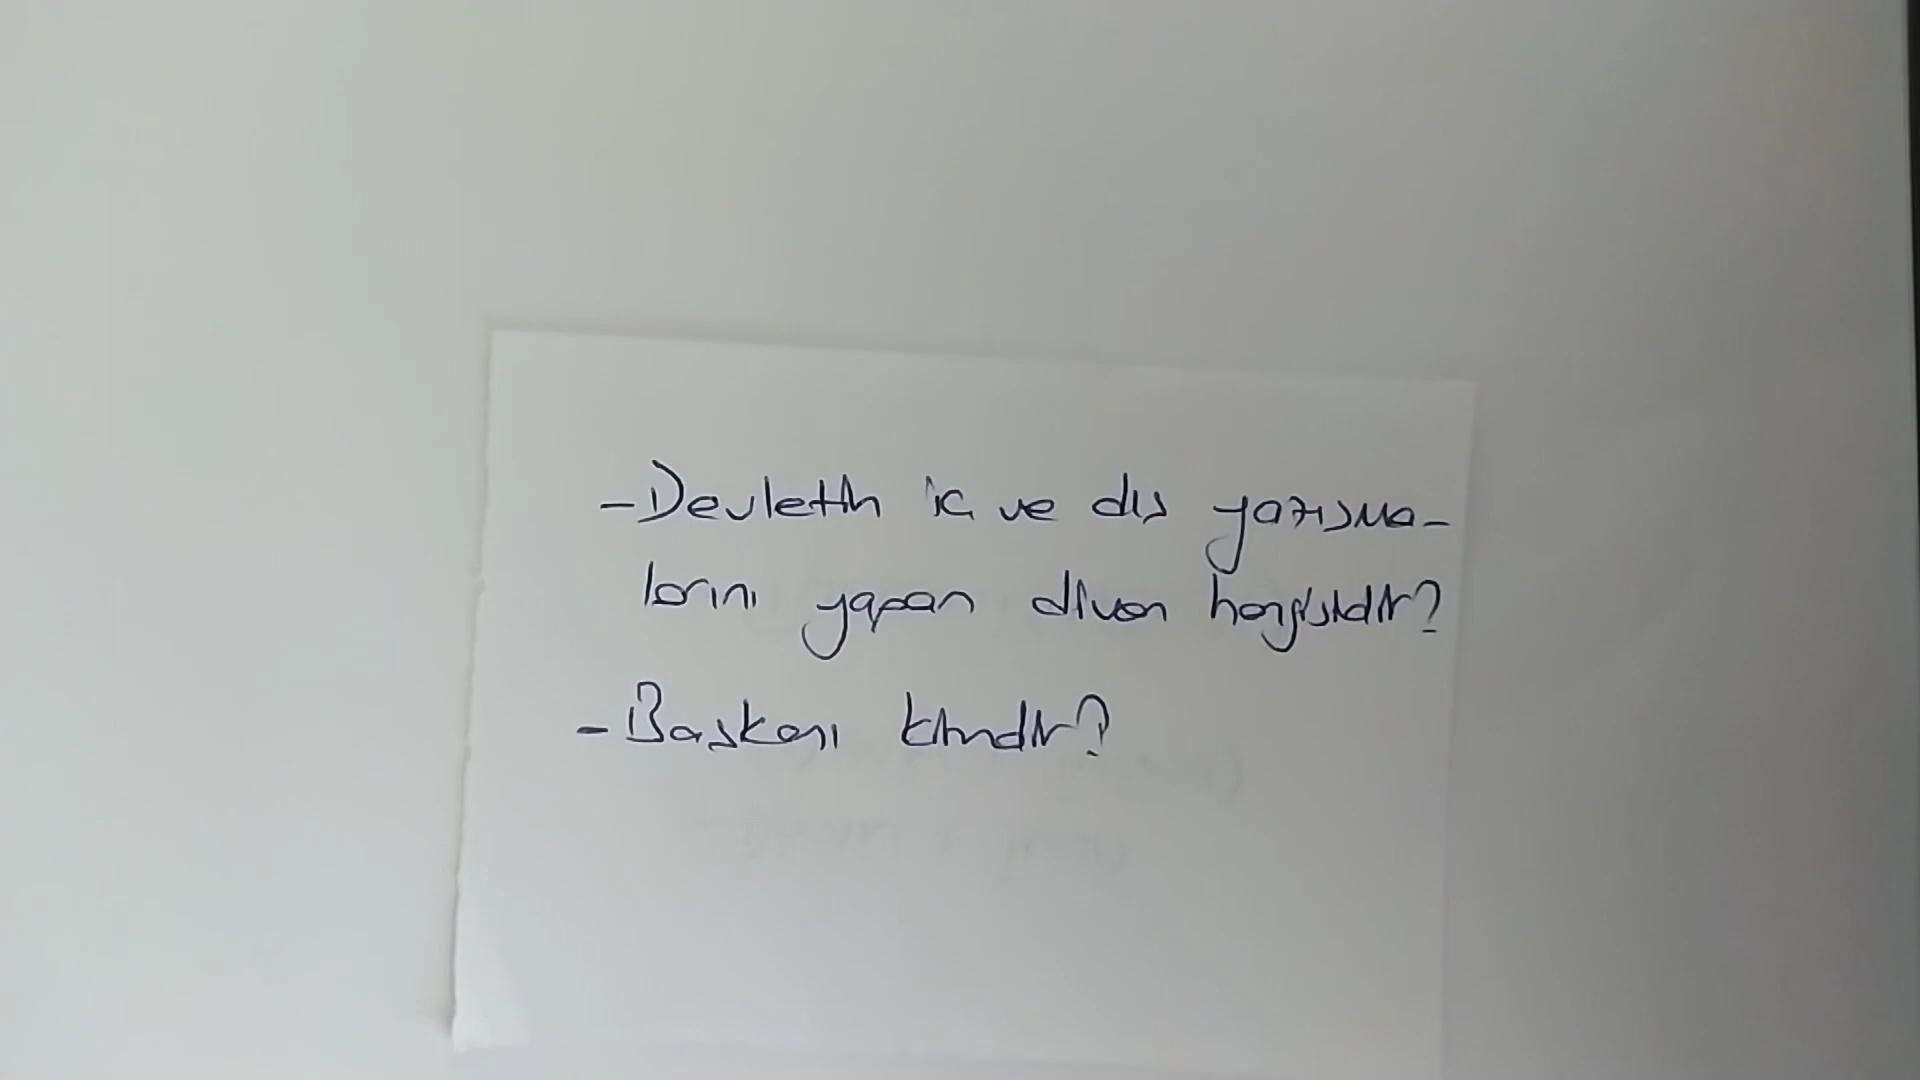 -Devletin iç ve dış yazışma-
larını yapan divan hangisidir?
-Başkanı kimdir?